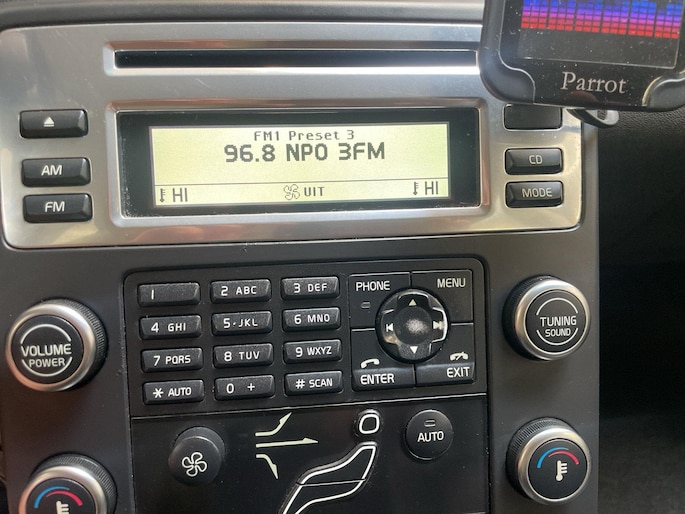 Parrot
FM1 Preset 3
96.8 NPO 3FM
HI UIT HI
AM
FM
CD
MODE
1
2 ABC
3 DEF
4 GHI
5·JKL
6 MNO
7 PQRS
8 TUV
9 WXYZ
* AUTO
0 +
# SCAN
PHONE
MENU
ENTER
EXIT
VOLUME
POWER
TUNING
SOUND
AUTO